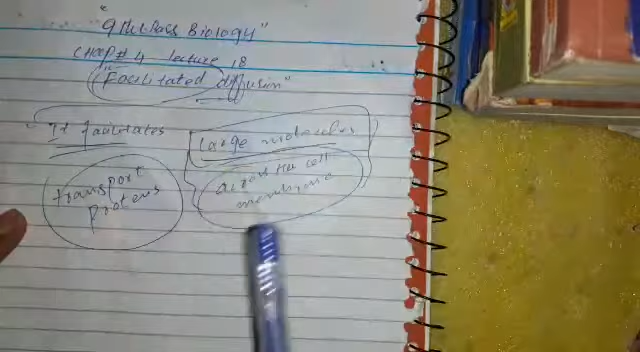 "9th class Biology"
Chap# 4 lecture 18
"Facilitated diffusion"
"It facilitates large molecules
transport across the cell
proteins membrane